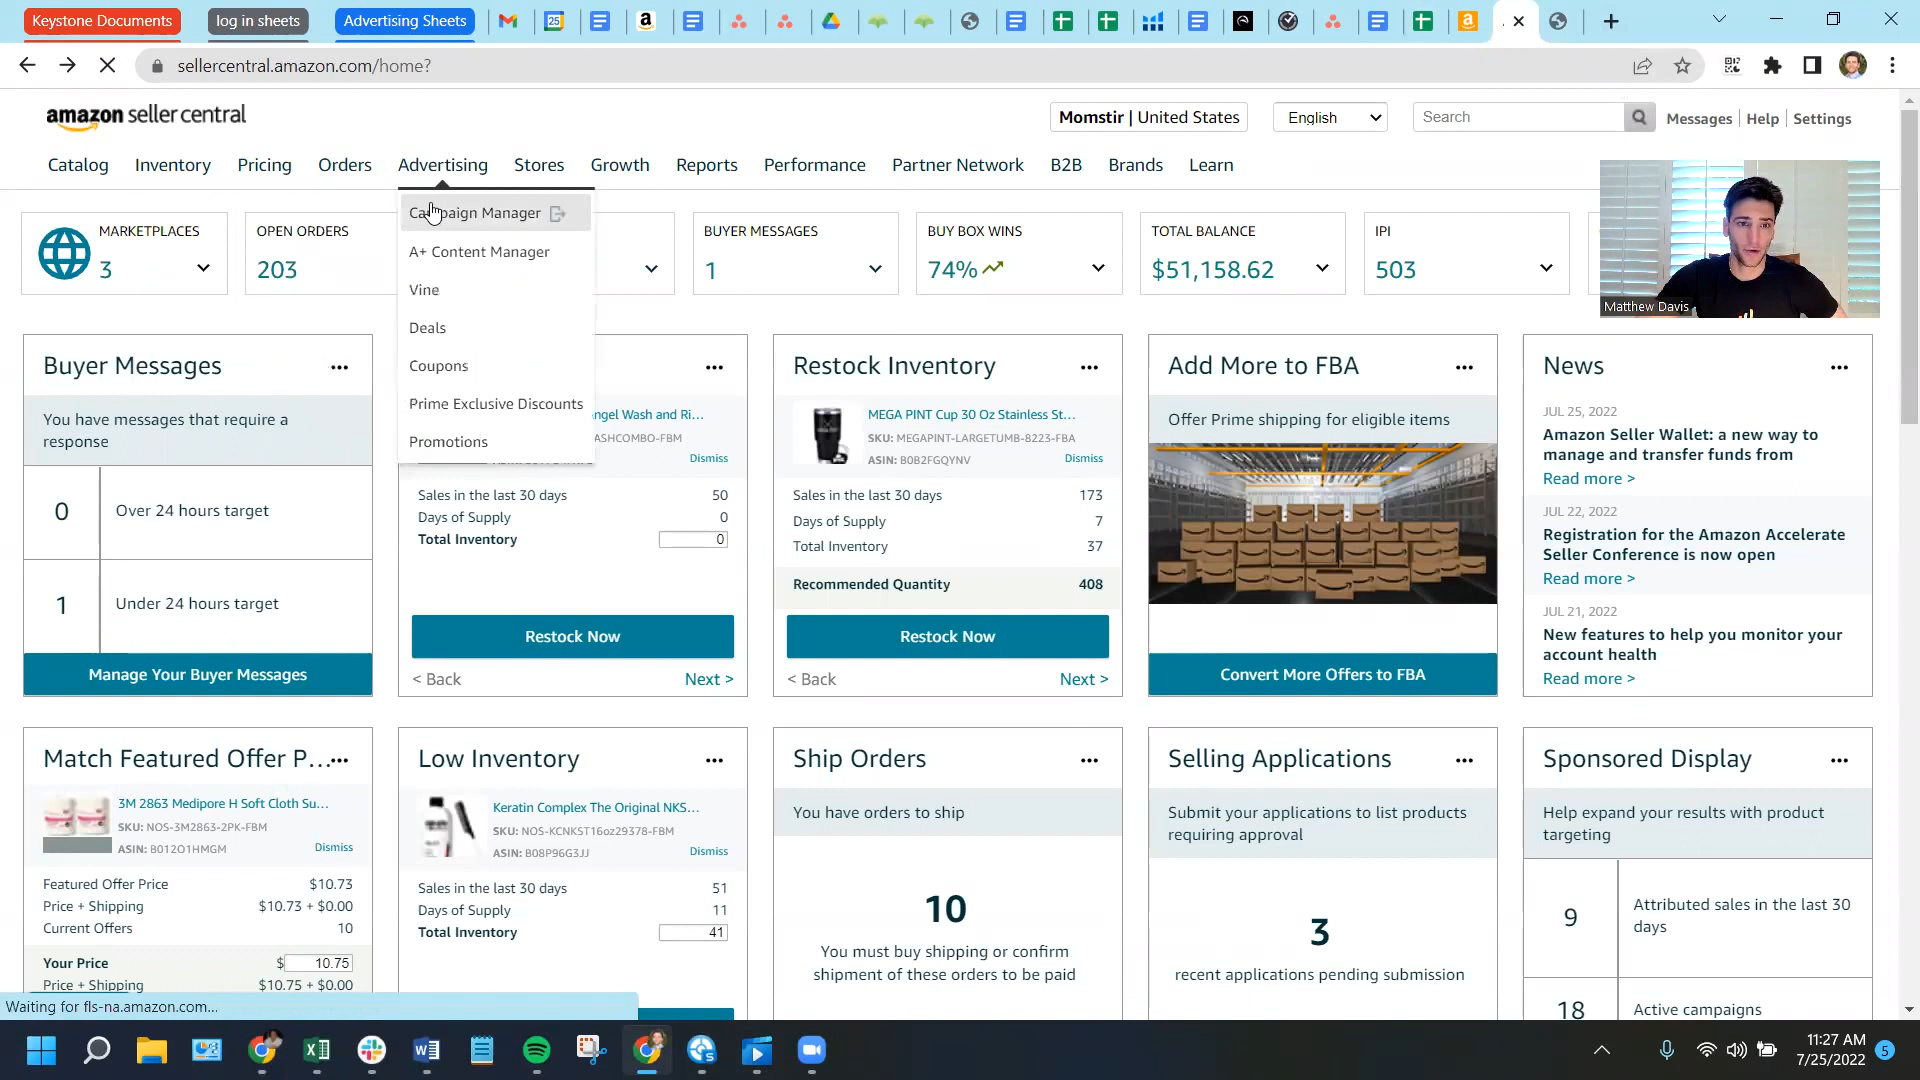 Keystone Documents
log in sheets
Advertising Sheets
25
sellercentral.amazon.com/home?
amazon seller central
Momstir | United States
English
Search
Messages
Help
Settings
Catalog
Inventory
Pricing
Orders
Advertising
Stores
Growth
Reports
Performance
Partner Network
B2B
Brands
Learn
Campaign Manager
A+ Content Manager
Vine
Deals
Coupons
Prime Exclusive Discounts
Promotions
MARKETPLACES
3
OPEN ORDERS
203
BUYER MESSAGES
1
BUY BOX WINS
74%
TOTAL BALANCE
$51,158.62
IPI
503
Matthew Davis
Buyer Messages
You have messages that require a
response
0
Over 24 hours target
1
Under 24 hours target
Manage Your Buyer Messages
ngel Wash and Ri...
ASHCOMBO-FBM
Dismiss
Sales in the last 30 days
50
Days of Supply
0
Total Inventory
0
Restock Now
< Back
Next >
Restock Inventory
MEGA PINT Cup 30 Oz Stainless St...
SKU: MEGAPINT-LARGETUMB-8223-FBA
ASIN: B0B2FGQYNV
Dismiss
Sales in the last 30 days
173
Days of Supply
7
Total Inventory
37
Recommended Quantity
408
Restock Now
< Back
Next >
Add More to FBA
Offer Prime shipping for eligible items
Convert More Offers to FBA
News
JUL 25, 2022
Amazon Seller Wallet: a new way to
manage and transfer funds from
Read more >
JUL 22, 2022
Registration for the Amazon Accelerate
Seller Conference is now open
Read more >
JUL 21, 2022
New features to help you monitor your
account health
Read more >
Match Featured Offer P...
3M 2863 Medipore H Soft Cloth Su...
SKU: NOS-3M2863-2PK-FBM
ASIN: B012O1HMGM
Dismiss
Featured Offer Price
$10.73
Price + Shipping
$10.73 + $0.00
Current Offers
10
Your Price
$ 10.75
Price + Shipping
$10.75 + $0.00
Low Inventory
Keratin Complex The Original NKS...
SKU: NOS-KCNKST16oz29378-FBM
ASIN: B08P96G3JJ
Dismiss
Sales in the last 30 days
51
Days of Supply
11
Total Inventory
41
Ship Orders
You have orders to ship
10
You must buy shipping or confirm
shipment of these orders to be paid
Selling Applications
Submit your applications to list products
requiring approval
3
recent applications pending submission
Sponsored Display
Help expand your results with product
targeting
9
Attributed sales in the last 30
days
18
Active campaigns
Waiting for fls-na.amazon.com...
11:27 AM
7/25/2022
5